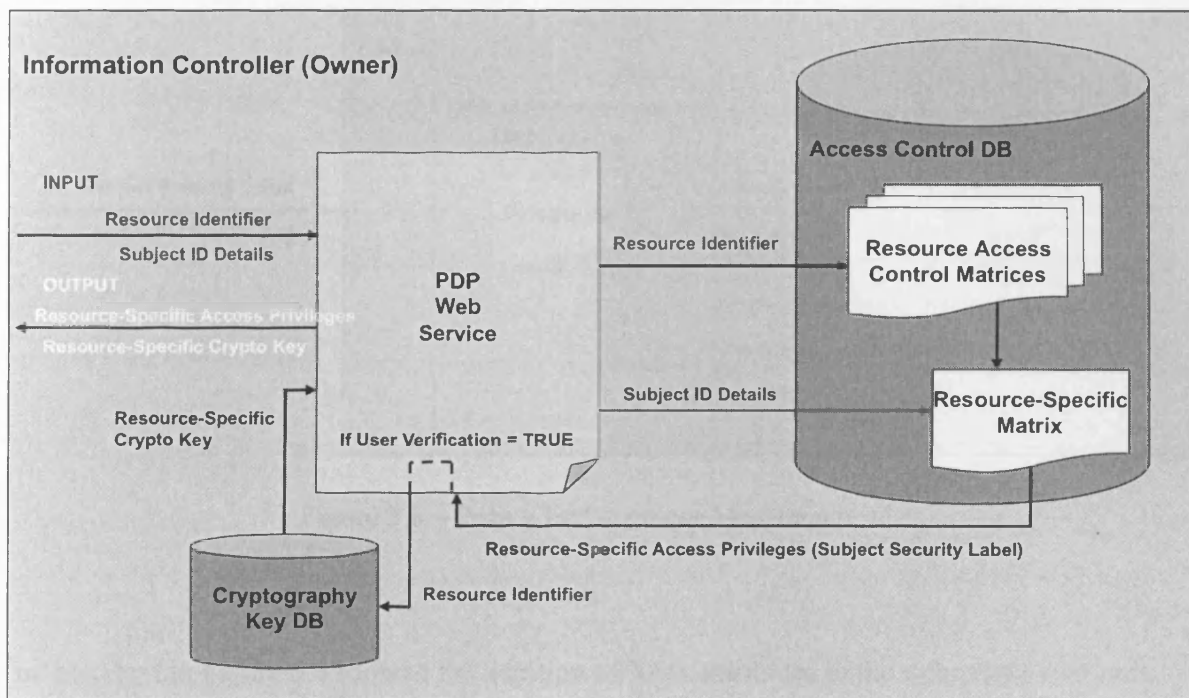 Information Controller (Owner)
INPUT
Resource Identifier
Subject ID Details
OUTPUT
Resource-Specific Access Privileges
Resource-Specific Crypto Key
Resource-Specific
Crypto Key
PDP
Web
Service
If User Verification = TRUE
Resource Identifier
Subject ID Details
Access Control DB
Resource Access
Control Matrices
Resource-Specific
Matrix
Resource-Specific Access Privileges (Subject Security Label)
Cryptography
Key DB
Resource Identifier